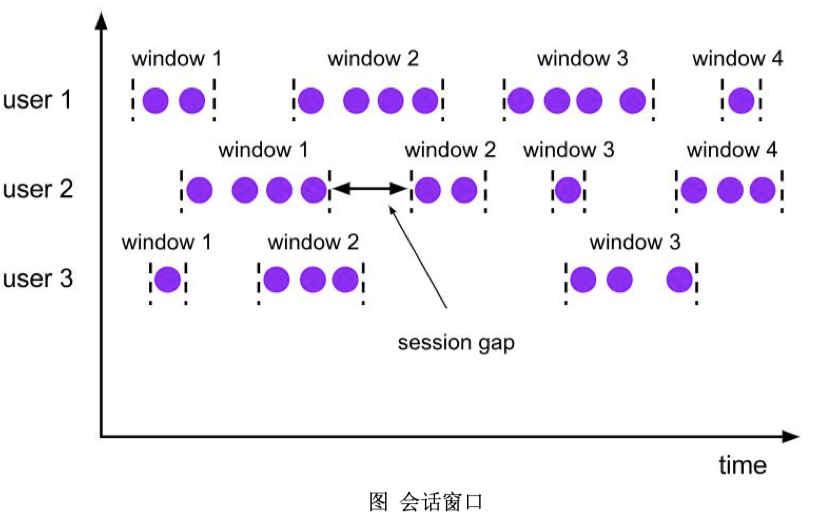 window 1 window 2 window 3 window 4
user 1
window 1 window 2 window 3 window 4
user 2
window 1 window 2 window 3
user 3
session gap
time
图 会话窗口